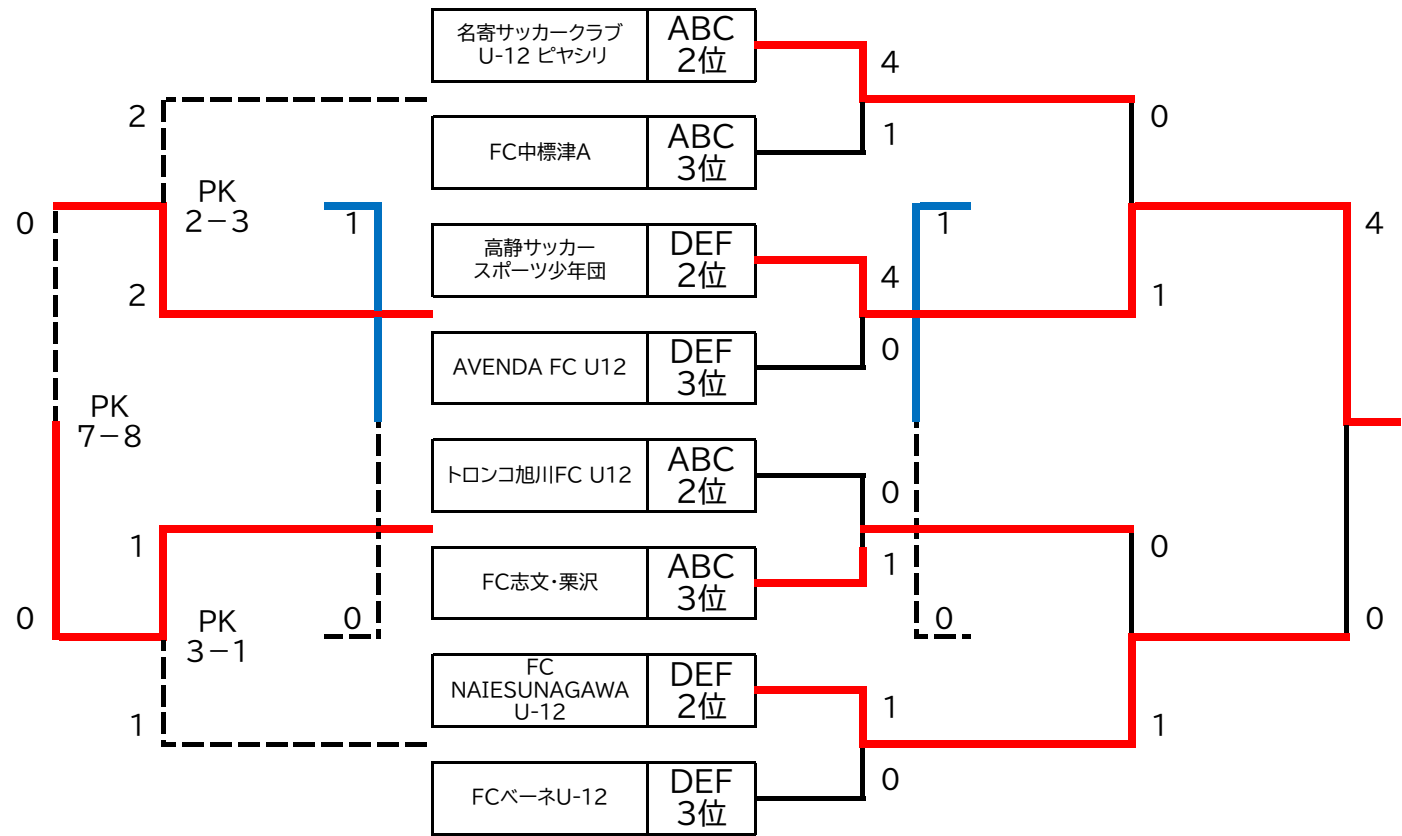 名寄サッカークラブ
U-12 ピヤシリ
ABC
2位
FC中標津A
ABC
3位
高静サッカー
スポーツ少年団
DEF
2位
AVENDA FC U12
DEF
3位
トロンコ旭川FC U12
ABC
2位
FC志文・栗沢
ABC
3位
FC
NAIESUNAGAWA
U-12
DEF
2位
FCベーネU-12
DEF
3位
2
PK
2－3
2
0
PK
7－8
0
1
PK
3－1
1
1
0
4
1
4
0
0
1
1
0
1
0
0
1
0
1
4
0